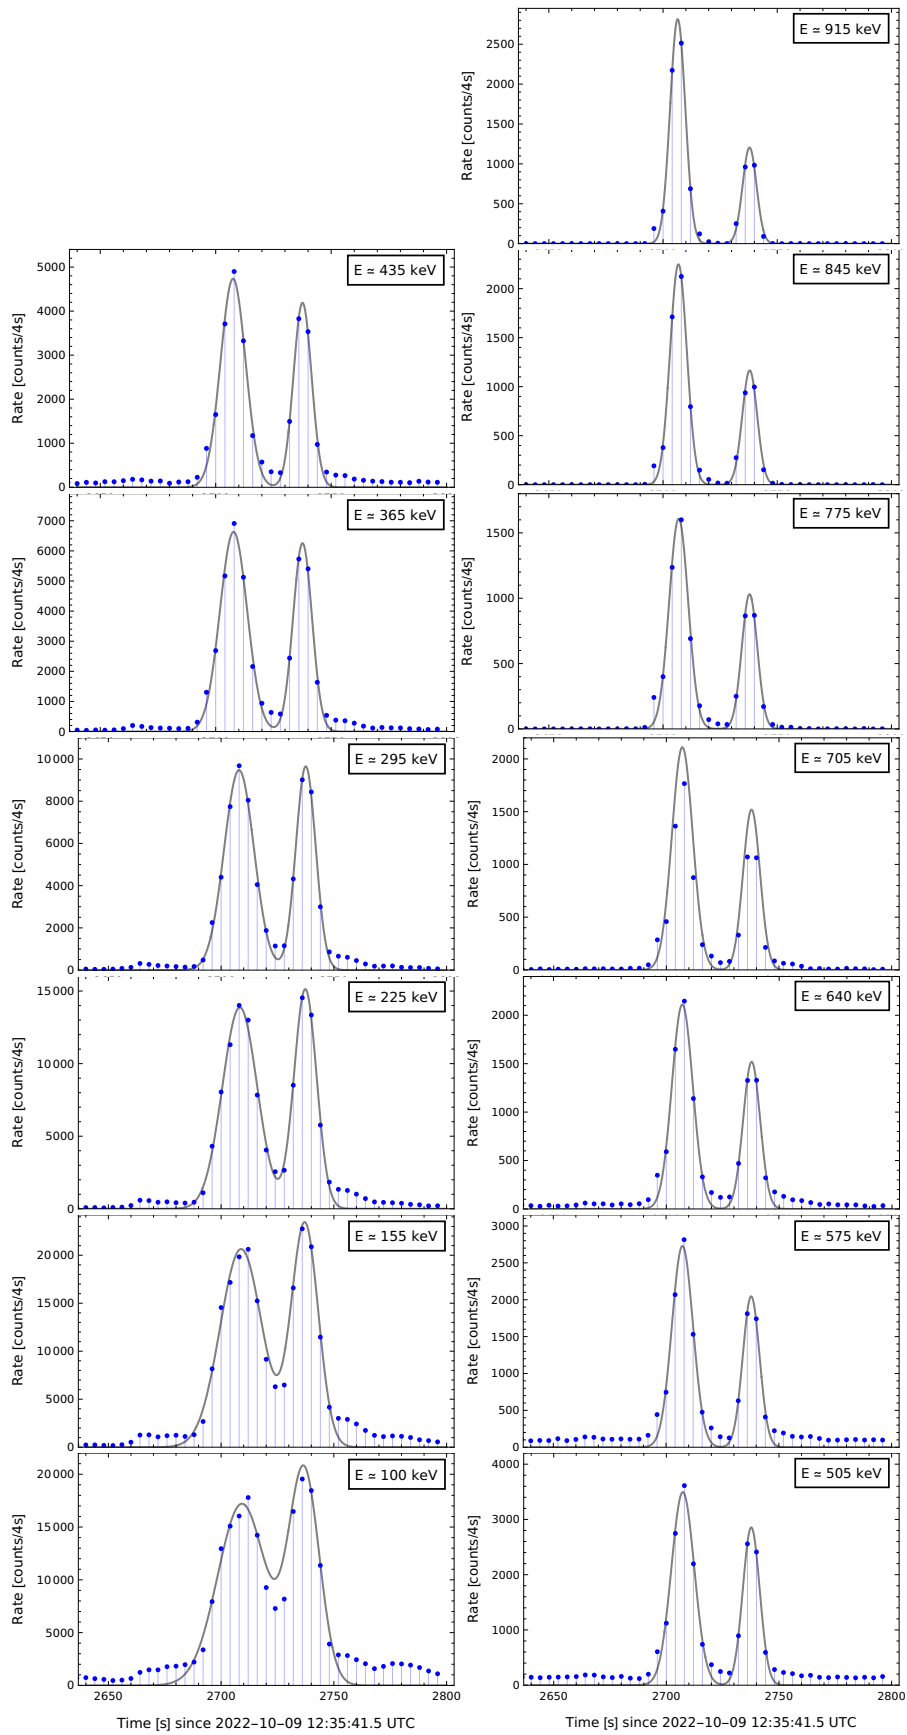 Rate [counts/4s]
5000
4000
3000
2000
1000
0
E ≃ 435 keV
Rate [counts/4s]
7000
6000
5000
4000
3000
2000
1000
0
E ≃ 365 keV
Rate [counts/4s]
10000
8000
6000
4000
2000
0
E ≃ 295 keV
Rate [counts/4s]
15000
10000
5000
0
E ≃ 225 keV
Rate [counts/4s]
20000
15000
10000
5000
0
E ≃ 155 keV
Rate [counts/4s]
20000
15000
10000
5000
0
E ≃ 100 keV
2650 2700 2750 2800
Time [s] since 2022–10–09 12:35:41.5 UTC
Rate [counts/4s]
2500
2000
1500
1000
500
0
E ≃ 915 keV
Rate [counts/4s]
2000
1500
1000
500
0
E ≃ 845 keV
Rate [counts/4s]
1500
1000
500
0
E ≃ 775 keV
Rate [counts/4s]
2000
1500
1000
500
0
E ≃ 705 keV
Rate [counts/4s]
2000
1500
1000
500
0
E ≃ 640 keV
Rate [counts/4s]
3000
2500
2000
1500
1000
500
0
E ≃ 575 keV
Rate [counts/4s]
4000
3000
2000
1000
0
E ≃ 505 keV
2650 2700 2750 2800
Time [s] since 2022–10–09 12:35:41.5 UTC